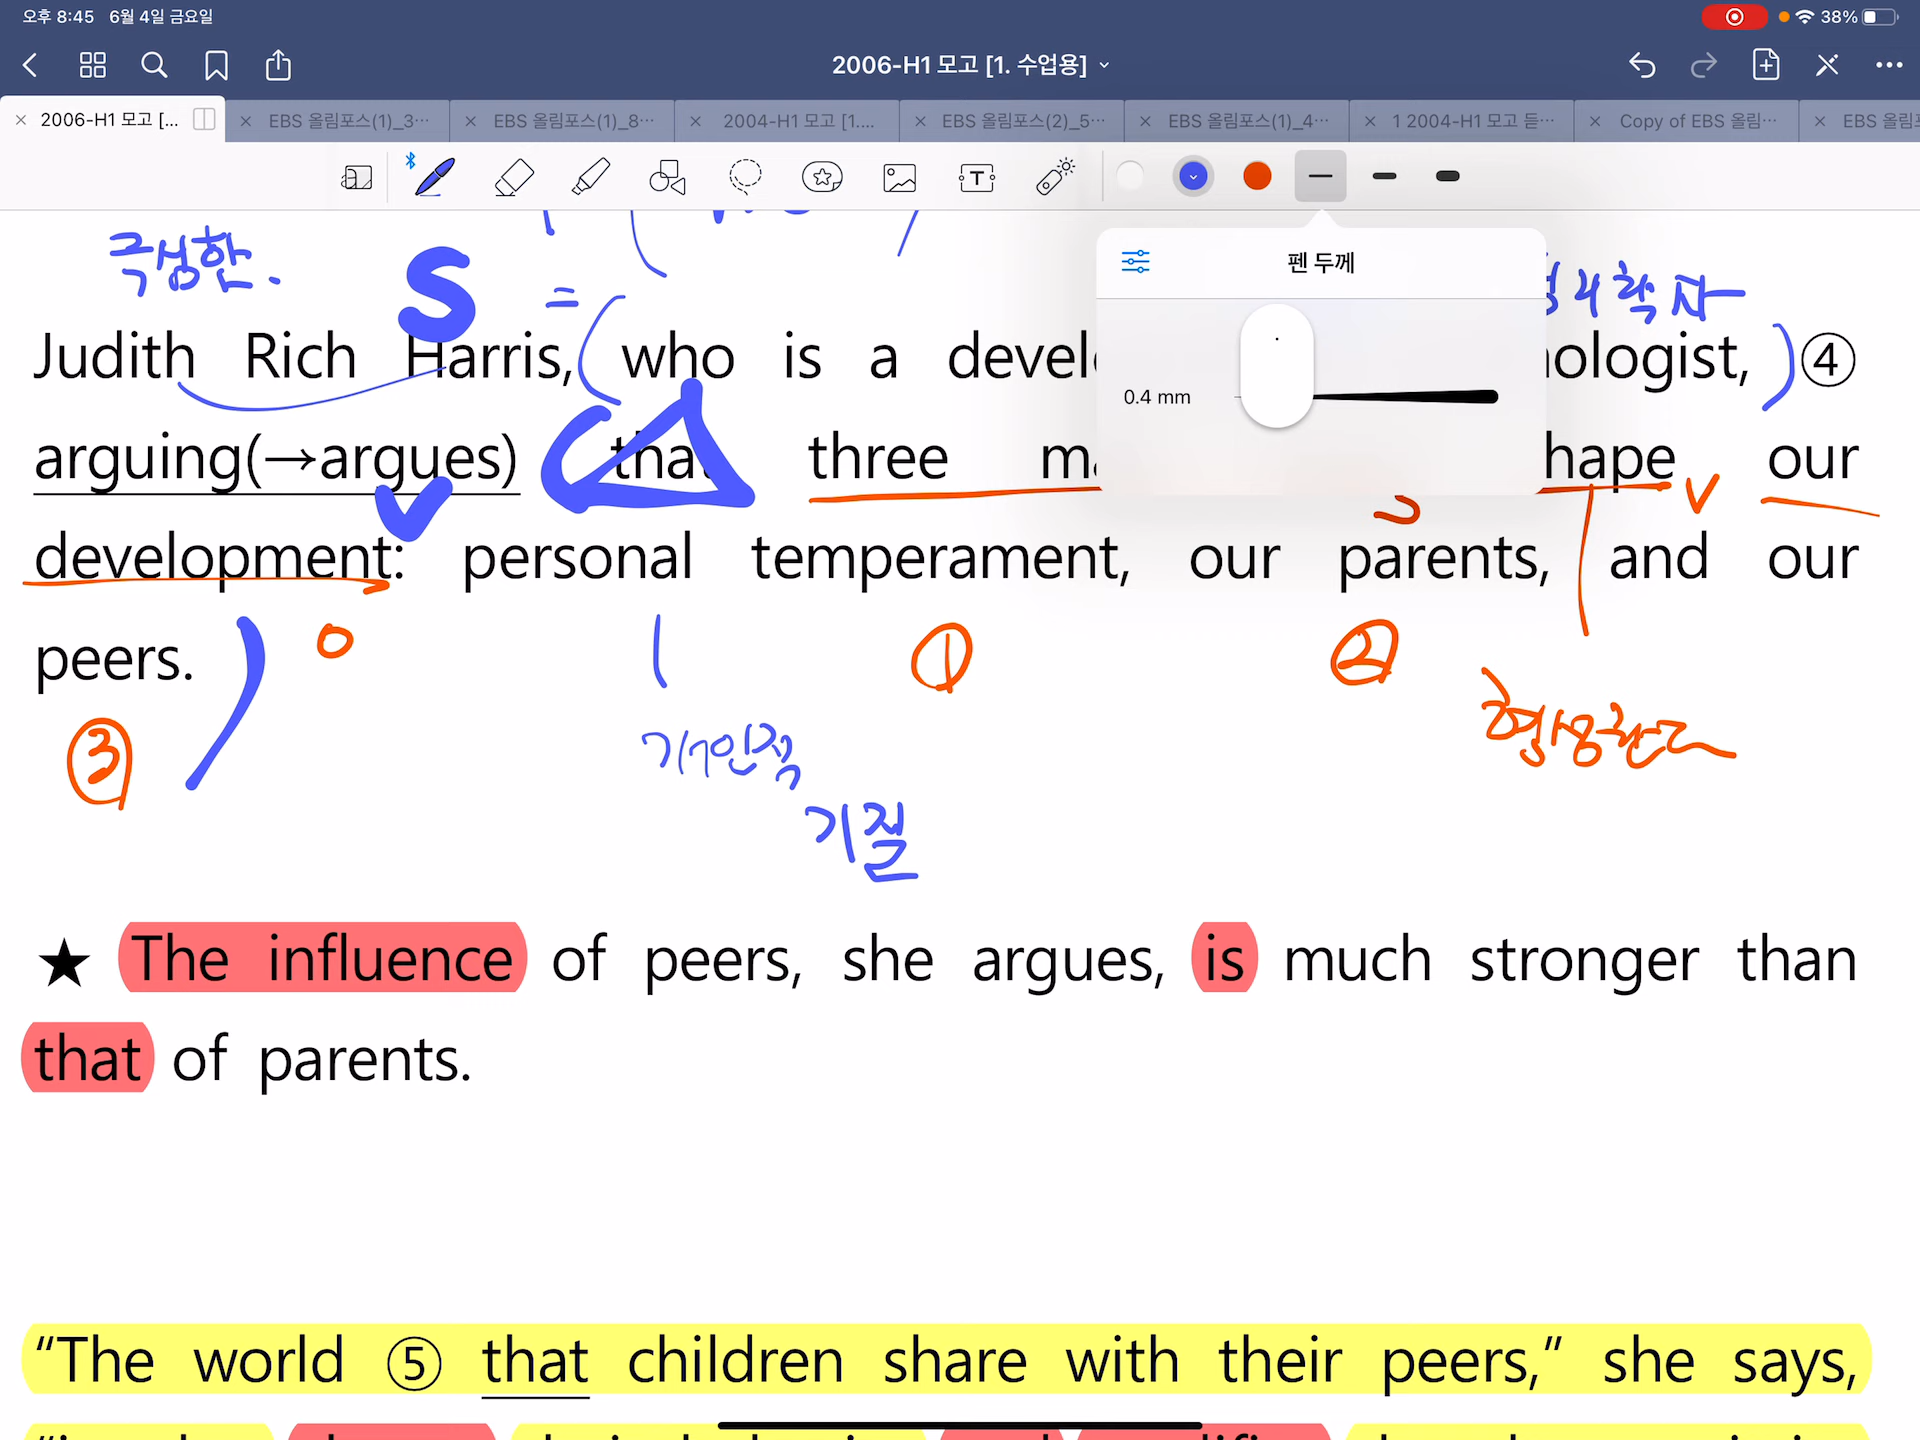 오후 8:45 6월 4일 금요일 38%
2006-H1 모고 [1. 수업용]
2006-H1 모고 [... EBS 올림포스(1)_3... EBS 올림포스(1)_8... 2004-H1 모고 [1.... EBS 올림포스(2)_5... EBS 올림포스(1)_4... 1 2004-H1 모고 듣... Copy of EBS 올림... EBS 올림포
펜 두께
0.4 mm
S =
Judith Rich Harris, who is a devel ologist, ④
arguing(→argues) that three ma hape our
development: personal temperament, our parents, and our
peers.
① ②
③
개인적
기질
형성한다
★ The influence of peers, she argues, is much stronger than
that of parents.
“The world ⑤ that children share with their peers,” she says,